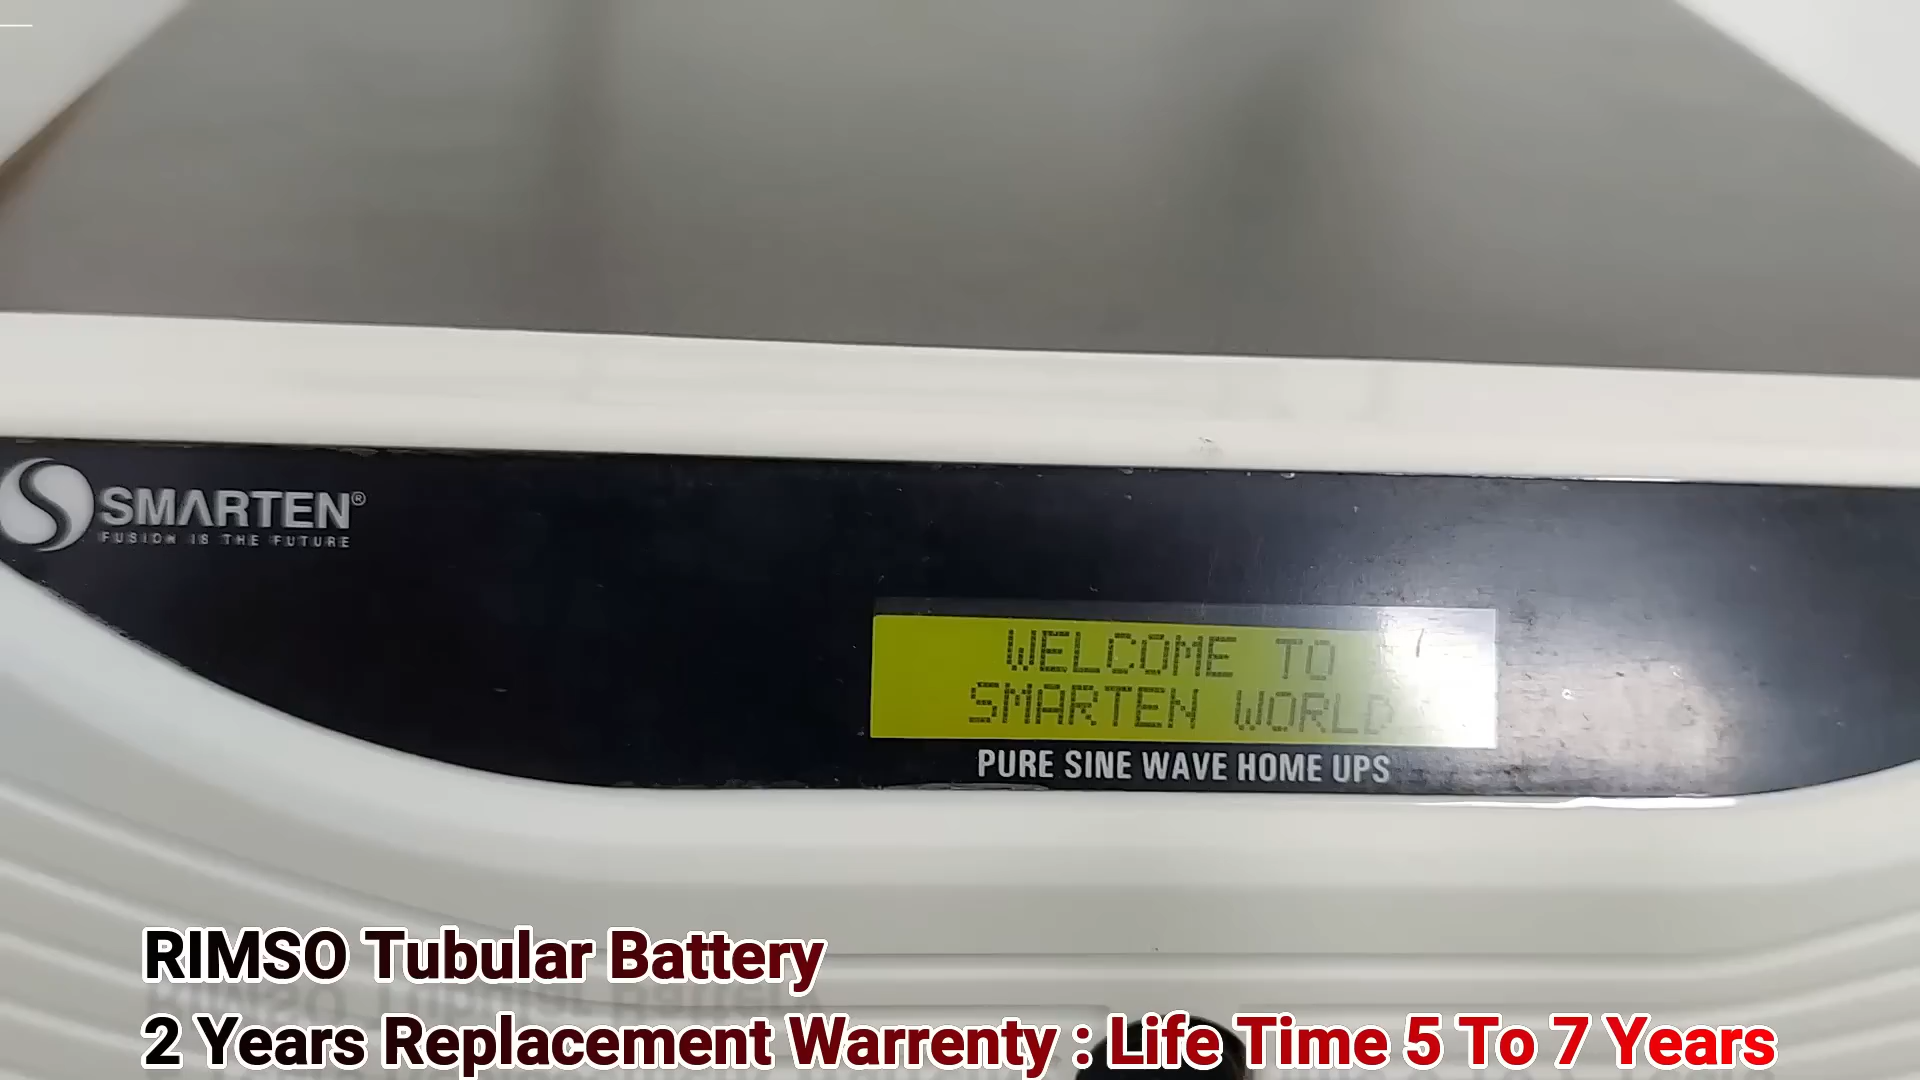 SMARTEN®
FUSION IS THE FUTURE
WELCOME TO
SMARTEN WORLD
PURE SINE WAVE HOME UPS
RIMSO Tubular Battery
2 Years Replacement Warrenty : Life Time 5 To 7 Years